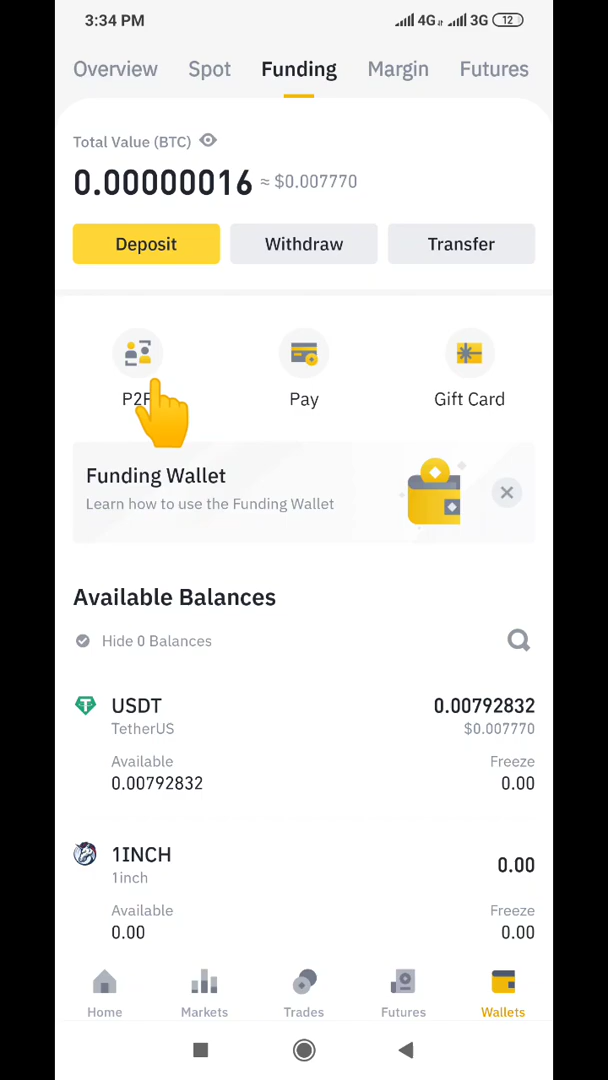 3:34 PM 4G 3G 12
Overview Spot Funding Margin Futures
Total Value (BTC)
0.00000016 ≈ $0.007770
Deposit Withdraw Transfer
P2P Pay Gift Card
Funding Wallet
Learn how to use the Funding Wallet
Available Balances
Hide 0 Balances
USDT 0.00792832
TetherUS $0.007770
Available Freeze
0.00792832 0.00
1INCH 0.00
1inch
Available Freeze
0.00 0.00
Home Markets Trades Futures Wallets